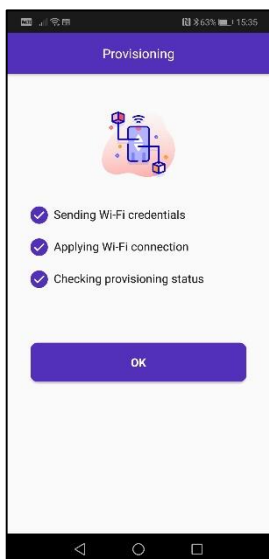 63% 15:35
Provisioning
Sending Wi-Fi credentials
Applying Wi-Fi connection
Checking provisioning status
OK